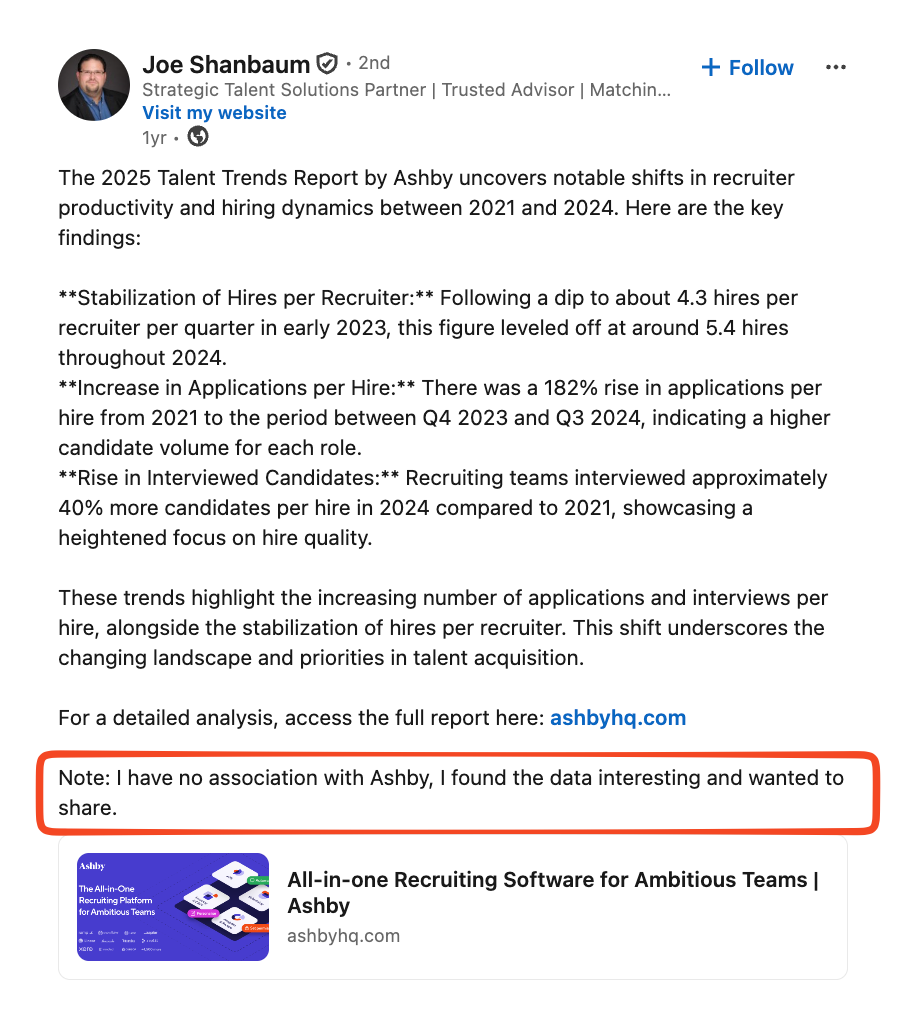 Joe Shanbaum • 2nd
+ Follow
Strategic Talent Solutions Partner | Trusted Advisor | Matchin...
Visit my website
1yr •
The 2025 Talent Trends Report by Ashby uncovers notable shifts in recruiter
productivity and hiring dynamics between 2021 and 2024. Here are the key
findings:
**Stabilization of Hires per Recruiter:** Following a dip to about 4.3 hires per
recruiter per quarter in early 2023, this figure leveled off at around 5.4 hires
throughout 2024.
**Increase in Applications per Hire:** There was a 182% rise in applications per
hire from 2021 to the period between Q4 2023 and Q3 2024, indicating a higher
candidate volume for each role.
**Rise in Interviewed Candidates:** Recruiting teams interviewed approximately
40% more candidates per hire in 2024 compared to 2021, showcasing a
heightened focus on hire quality.
These trends highlight the increasing number of applications and interviews per
hire, alongside the stabilization of hires per recruiter. This shift underscores the
changing landscape and priorities in talent acquisition.
For a detailed analysis, access the full report here: ashbyhq.com
Note: I have no association with Ashby, I found the data interesting and wanted to
share.
Ashby
The All-in-One
Recruiting Platform
for Ambitious Teams
All-in-one Recruiting Software for Ambitious Teams |
Ashby
ashbyhq.com